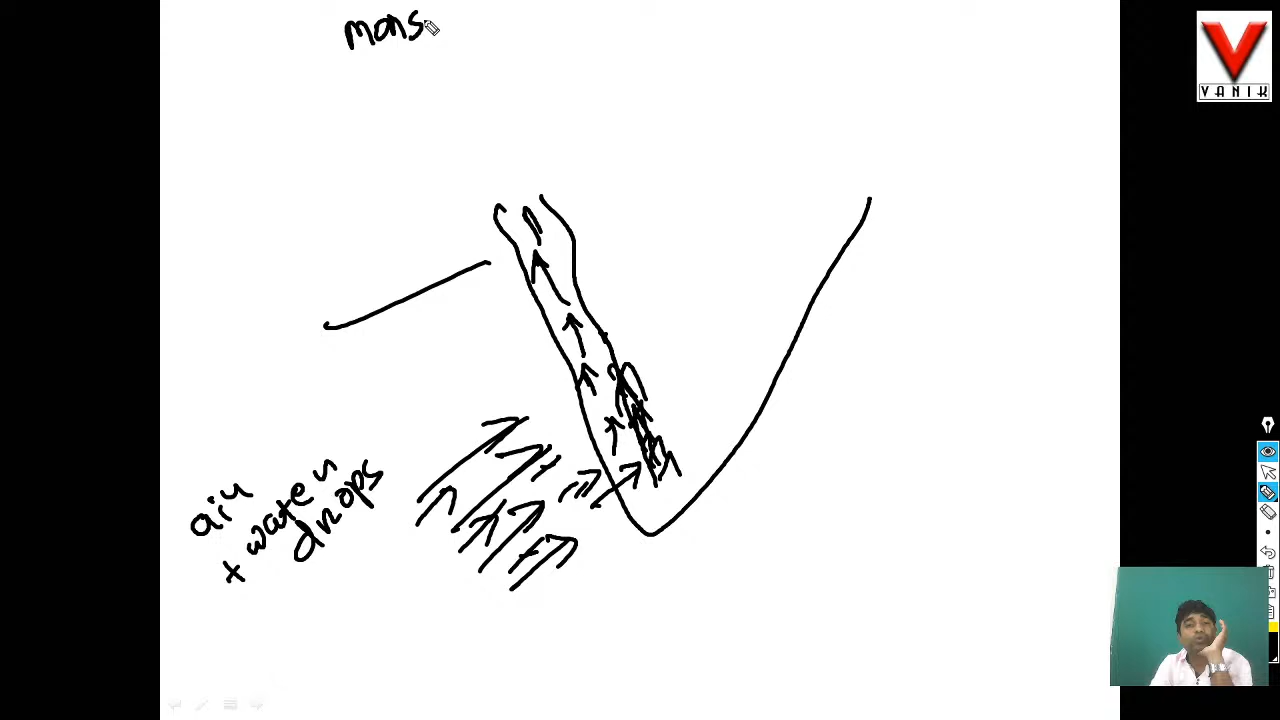 mons
VANIK
air
+ water
drops